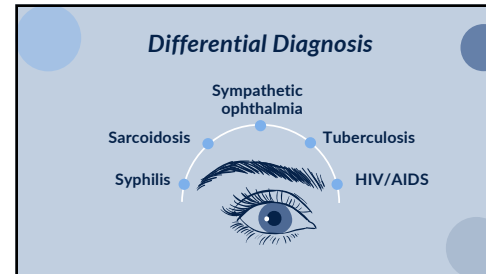 Differential Diagnosis
Sympathetic
ophthalmia
Sarcoidosis
Tuberculosis
Syphilis
HIV/AIDS